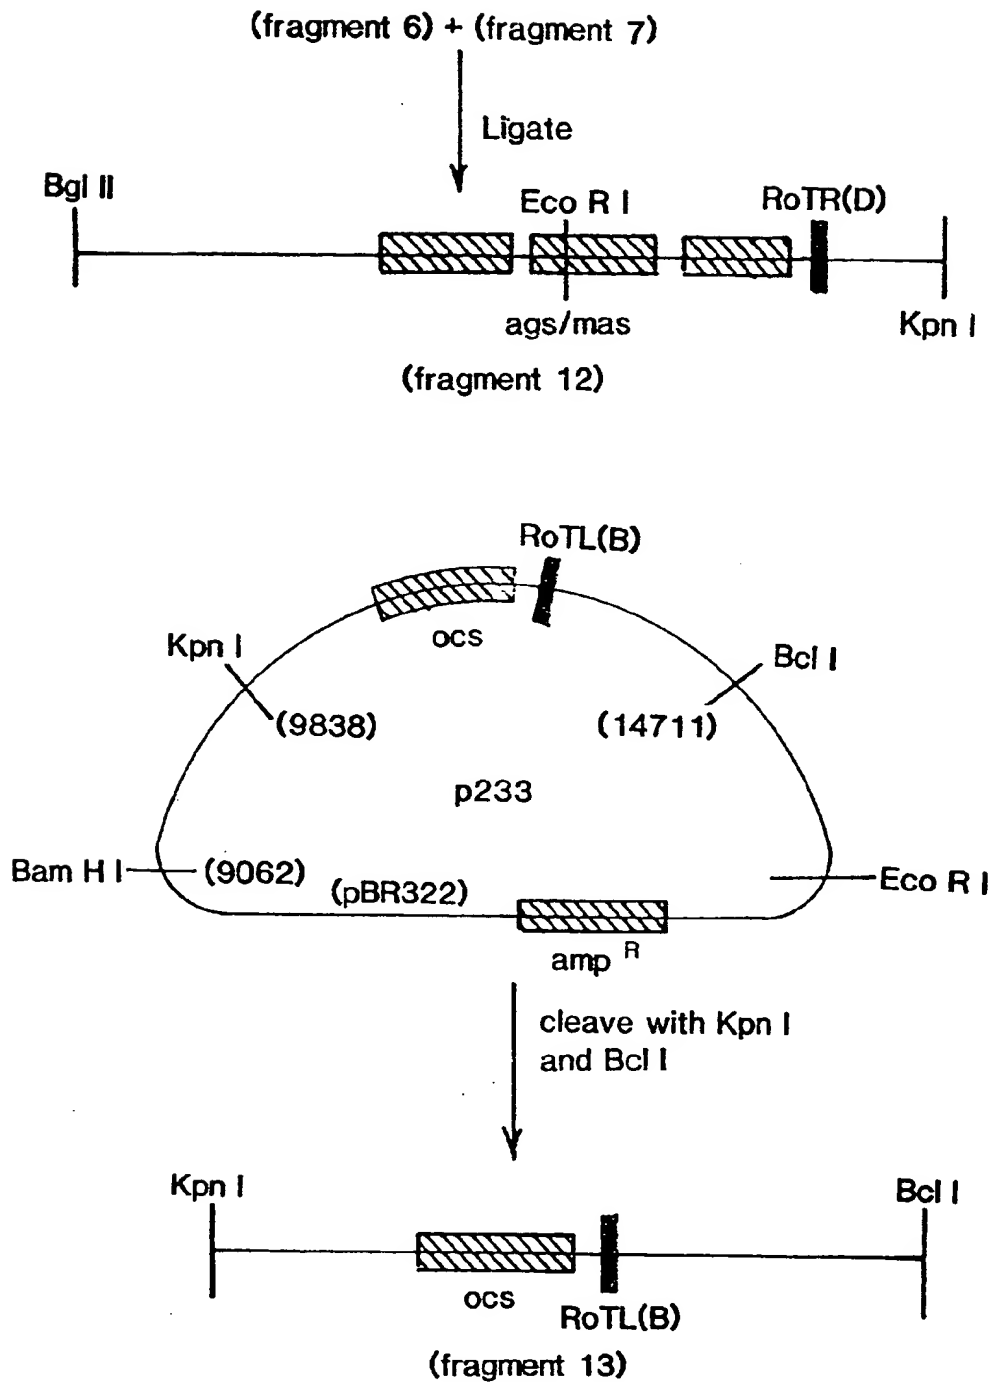 (fragment 6) + (fragment 7)
Ligate
Bgl II
Eco R I
RoTR(D)
ags/mas
Kpn I
(fragment 12)
RoTL(B)
ocs
Kpn I
Bcl I
(9838)
(14711)
p233
Bam H I
(9062)
(pBR322)
Eco R I
amp R
cleave with Kpn I
and Bcl I
Kpn I
Bcl I
ocs
RoTL(B)
(fragment 13)